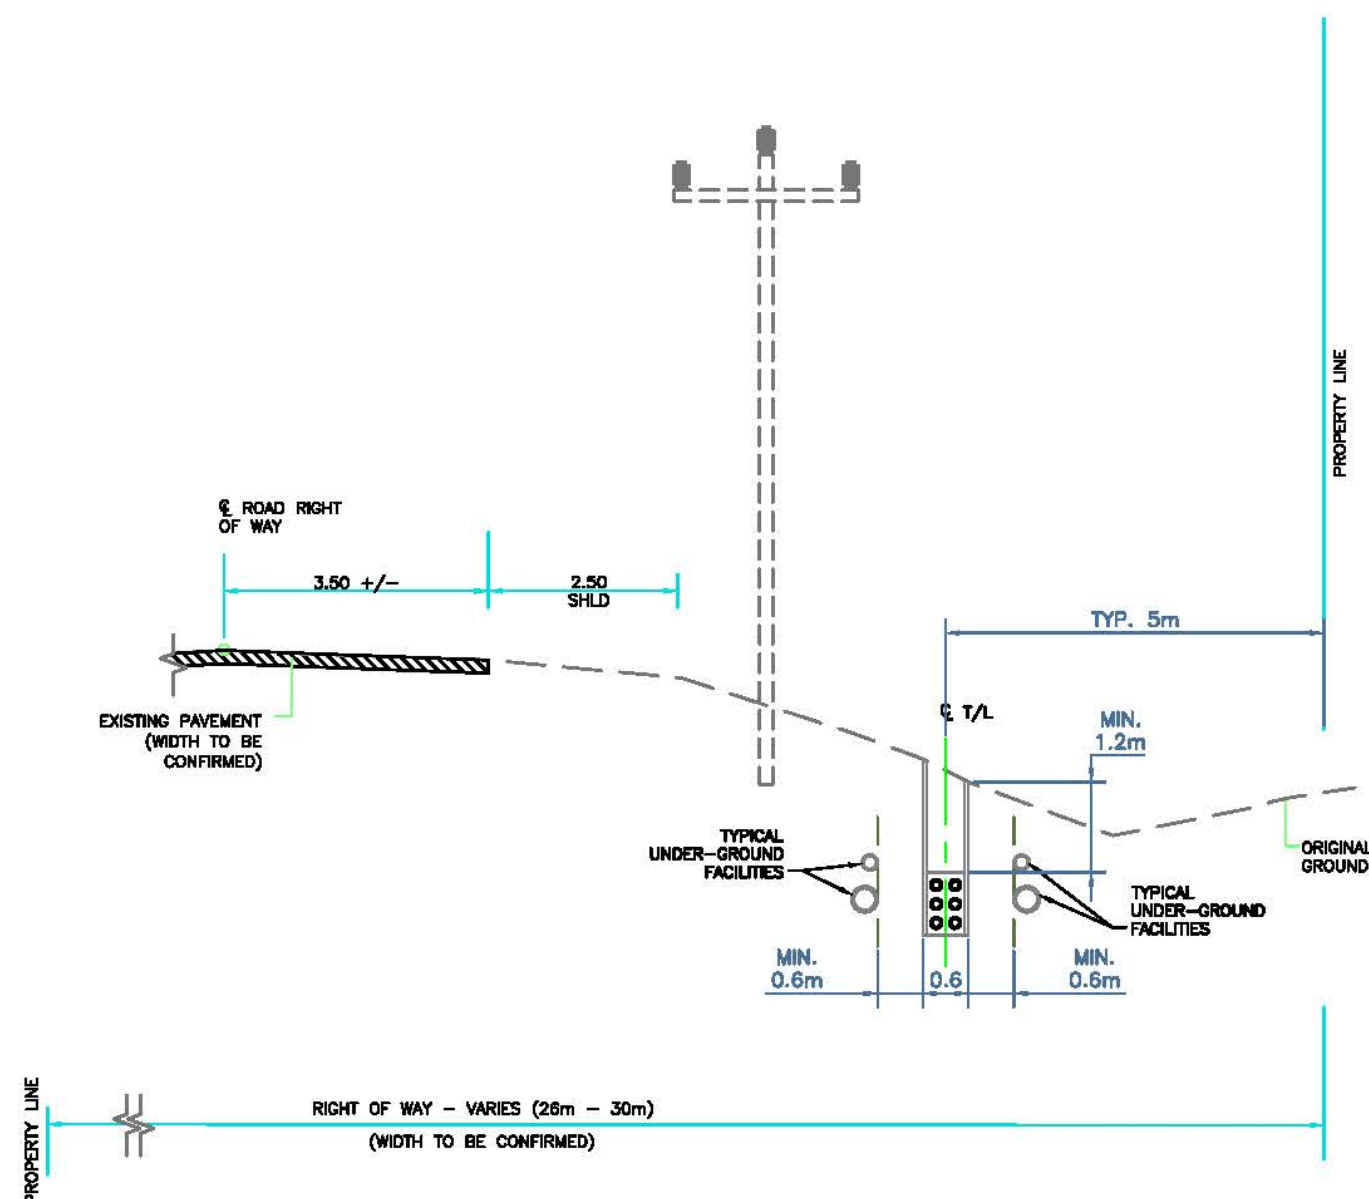 PROPERTY LINE
℄ ROAD RIGHT
OF WAY
3.50 +/-
2.50
SHLD
TYP. 5m
EXISTING PAVEMENT
(WIDTH TO BE
CONFIRMED)
℄ T/L
MIN.
1.2m
TYPICAL
UNDER-GROUND
FACILITIES
ORIGINAL
GROUND
TYPICAL
UNDER-GROUND
FACILITIES
MIN.
0.6m
0.6
MIN.
0.6m
PROPERTY LINE
RIGHT OF WAY - VARIES (26m - 30m)
(WIDTH TO BE CONFIRMED)